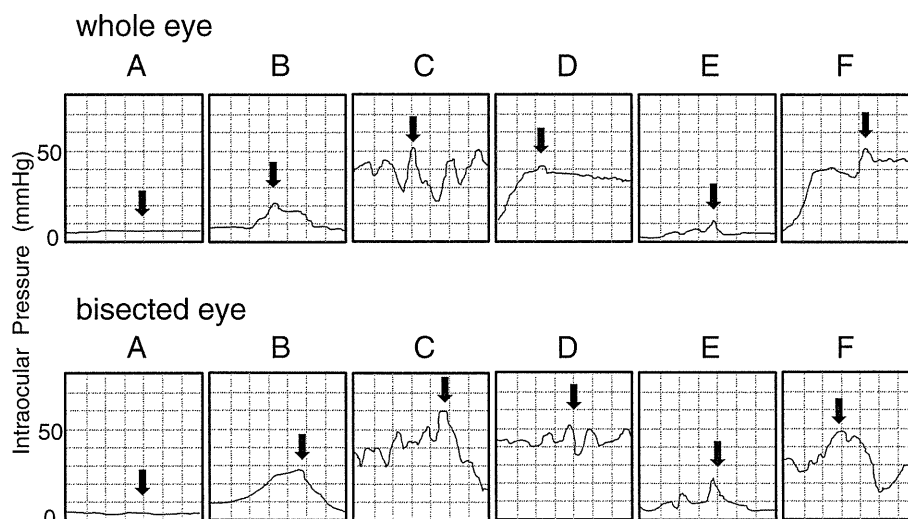 whole eye
A B C D E F
50
0
Intraocular Pressure (mmHg)
bisected eye
A B C D E F
50
0